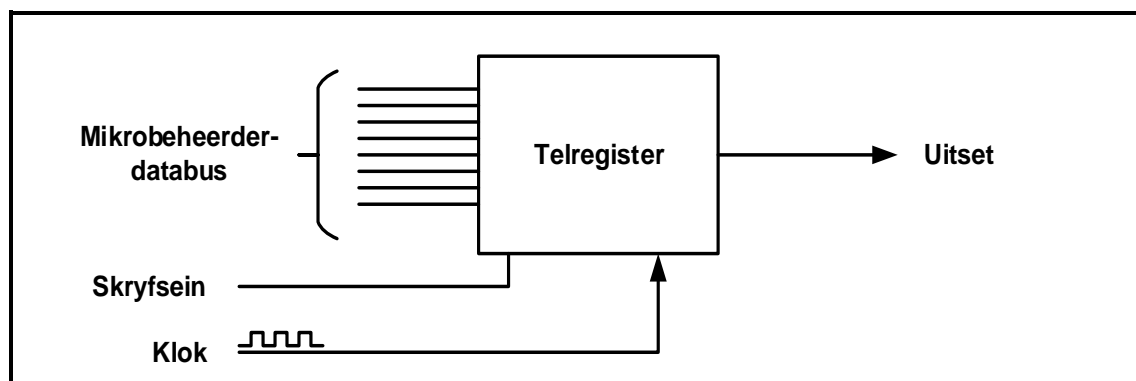 Mikrobeheerder-
databus
Telregister
Uitset
Skryfsein
Klok